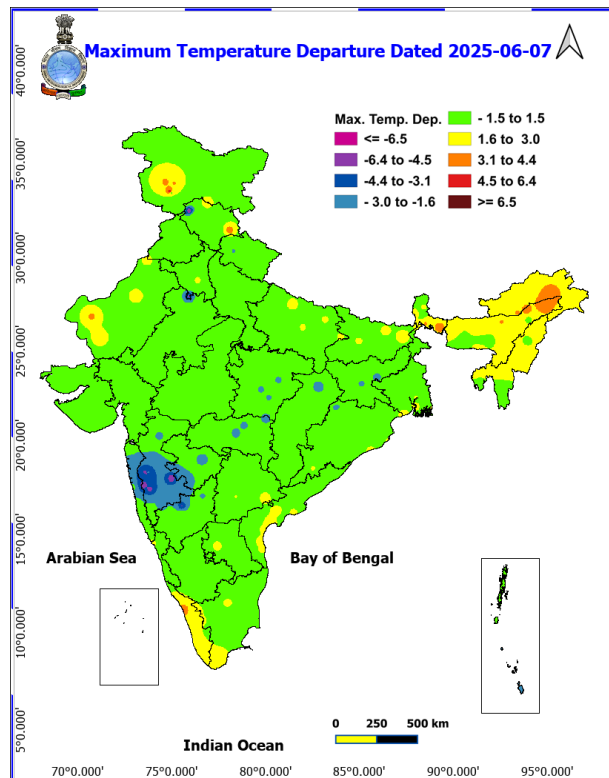 Maximum Temperature Departure Dated 2025-06-07
Max. Temp. Dep.
<= -6.5
-6.4 to -4.5
-4.4 to -3.1
- 3.0 to -1.6
- 1.5 to 1.5
1.6 to 3.0
3.1 to 4.4
4.5 to 6.4
>= 6.5
40°0.000'
35°0.000'
30°0.000'
25°0.000'
20°0.000'
15°0.000'
10°0.000'
5°0.000'
Arabian Sea
Bay of Bengal
Indian Ocean
0 250 500 km
70°0.000' 75°0.000' 80°0.000' 85°0.000' 90°0.000' 95°0.000'